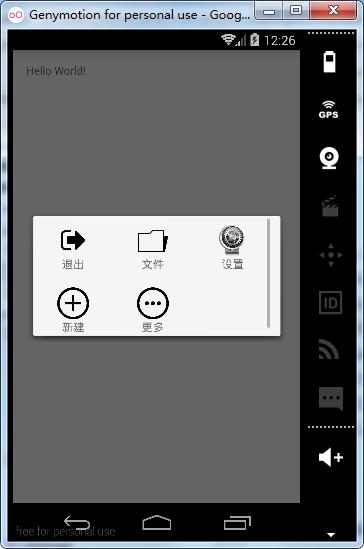 Genymotion for personal use - Goog...
12:26
GPS
Hello World!
退出 文件 设置
ID
新建 更多
free for personal use